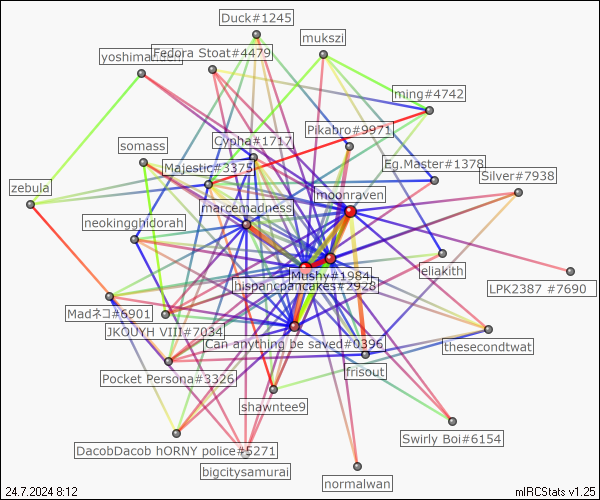 Duck#1245
mukszi
Fedora Stoat#4479
ming#4742
Pikabro#9971
Cypha#1717
somass
Majestic#3375
Eg.Master#1378
Silver#7938
zebula
moonraven
marcemadness
neokingghidorah
eliakith
Mushy#1984
hispancpancakes#2928
LPK2387 #7690
Madネコ#6901
JKOUYH VIII#7034
Can anything be saved#0396
thesecondtwat
frisout
Pocket Persona#3326
shawntee9
Swirly Boi#6154
DacobDacob hORNY police#5271
bigcitysamurai
normalwan
24.7.2024 8:12
mIRCStats v1.25